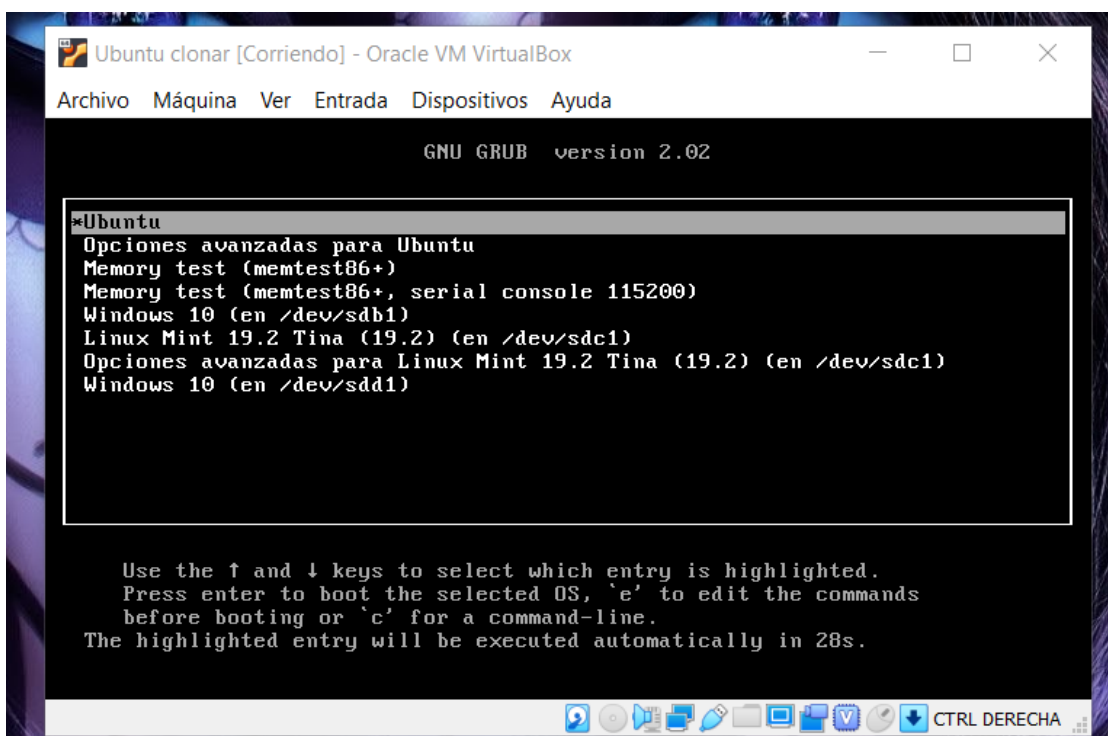 Ubuntu clonar [Corriendo] - Oracle VM VirtualBox
Archivo Máquina Ver Entrada Dispositivos Ayuda
GNU GRUB version 2.02
*Ubuntu
Opciones avanzadas para Ubuntu
Memory test (memtest86+)
Memory test (memtest86+, serial console 115200)
Windows 10 (en /dev/sdb1)
Linux Mint 19.2 Tina (19.2) (en /dev/sdc1)
Opciones avanzadas para Linux Mint 19.2 Tina (19.2) (en /dev/sdc1)
Windows 10 (en /dev/sdd1)
Use the ↑ and ↓ keys to select which entry is highlighted.
Press enter to boot the selected OS, `e' to edit the commands
before booting or `c' for a command-line.
The highlighted entry will be executed automatically in 28s.
CTRL DERECHA